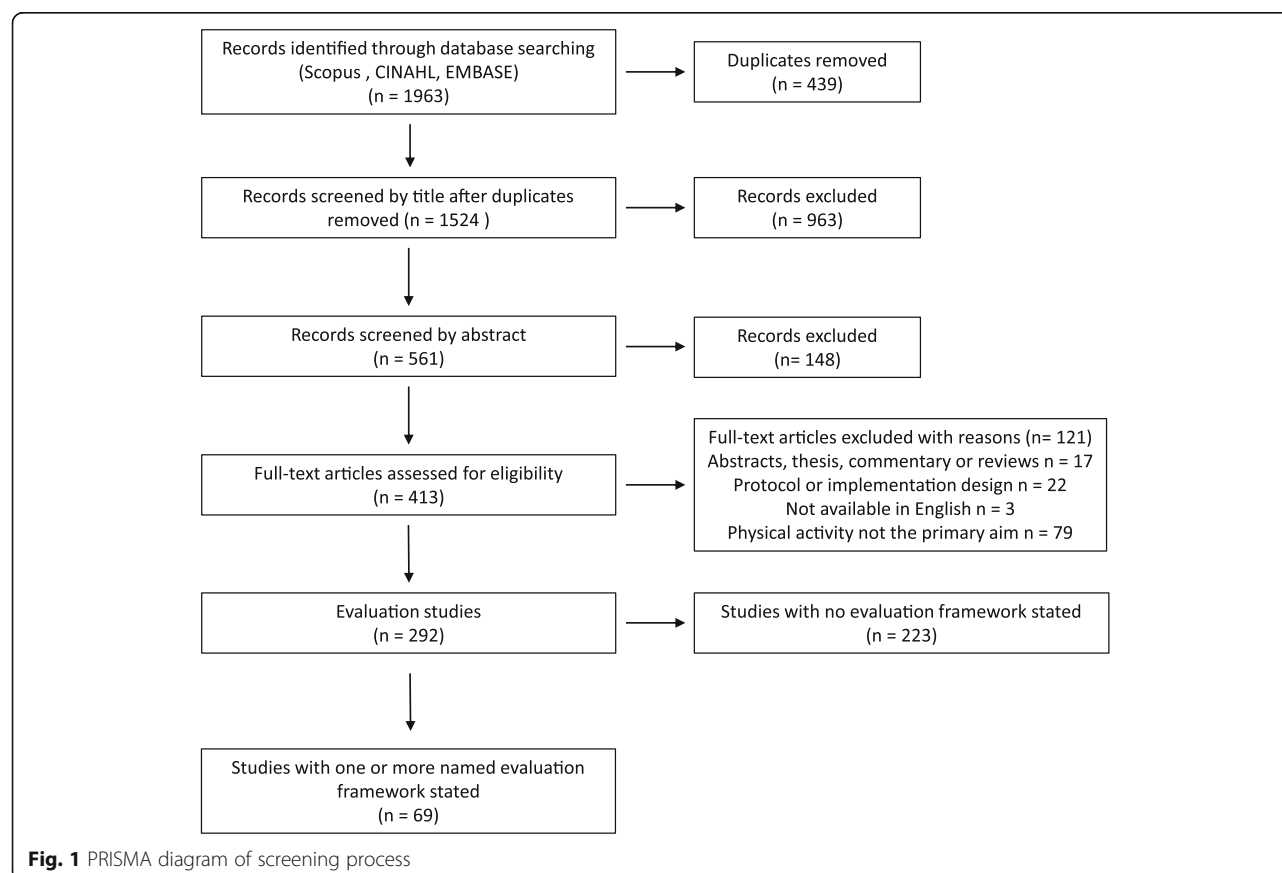 Records identified through database searching
(Scopus , CINAHL, EMBASE)
(n = 1963)
Duplicates removed
(n = 439)
Records screened by title after duplicates
removed (n = 1524 )
Records excluded
(n = 963)
Records screened by abstract
(n = 561)
Records excluded
(n= 148)
Full-text articles assessed for eligibility
(n = 413)
Full-text articles excluded with reasons (n= 121)
Abstracts, thesis, commentary or reviews n = 17
Protocol or implementation design n = 22
Not available in English n = 3
Physical activity not the primary aim n = 79
Evaluation studies
(n = 292)
Studies with no evaluation framework stated
(n = 223)
Studies with one or more named evaluation
framework stated
(n = 69)
Fig. 1 PRISMA diagram of screening process